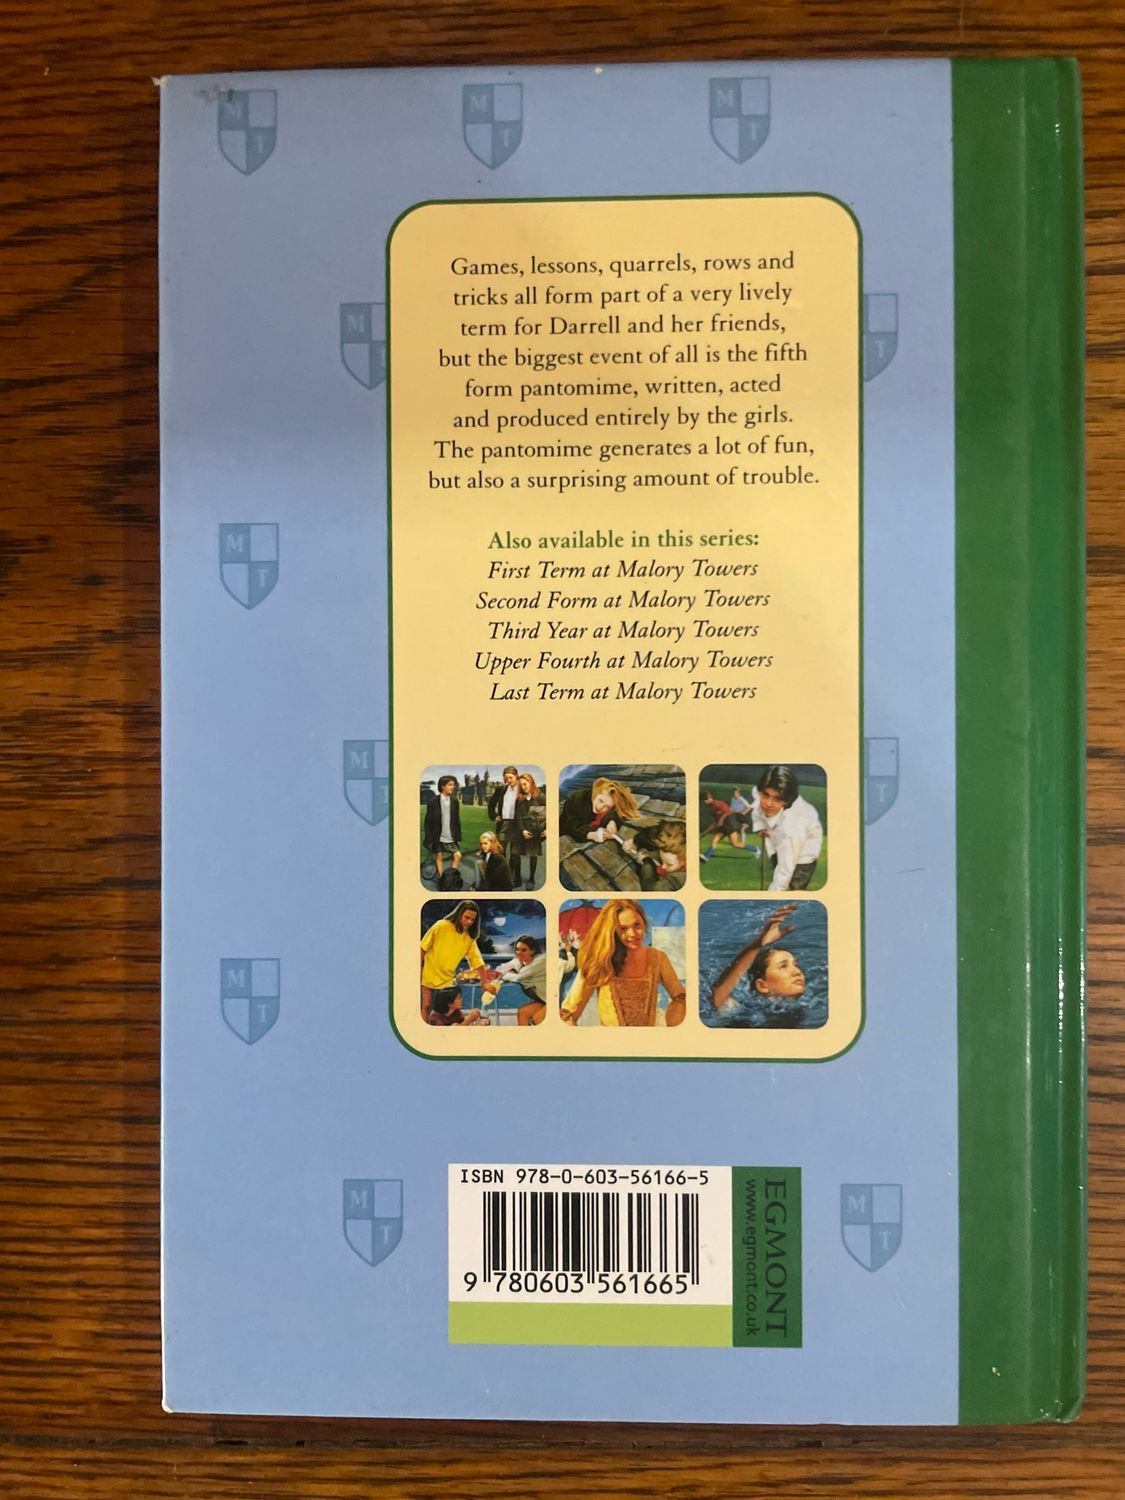 M
T
M
T
M
T
M
T
M
T
M
T
M
T
M
T
M
T
M
T
M
T
Games, lessons, quarrels, rows and
tricks all form part of a very lively
term for Darrell and her friends,
but the biggest event of all is the fifth
form pantomime, written, acted
and produced entirely by the girls.
The pantomime generates a lot of fun,
but also a surprising amount of trouble.
Also available in this series:
First Term at Malory Towers
Second Form at Malory Towers
Third Year at Malory Towers
Upper Fourth at Malory Towers
Last Term at Malory Towers
ISBN 978-0-603-56166-5
9 780603 561665
EGMONT
www.egmont.co.uk